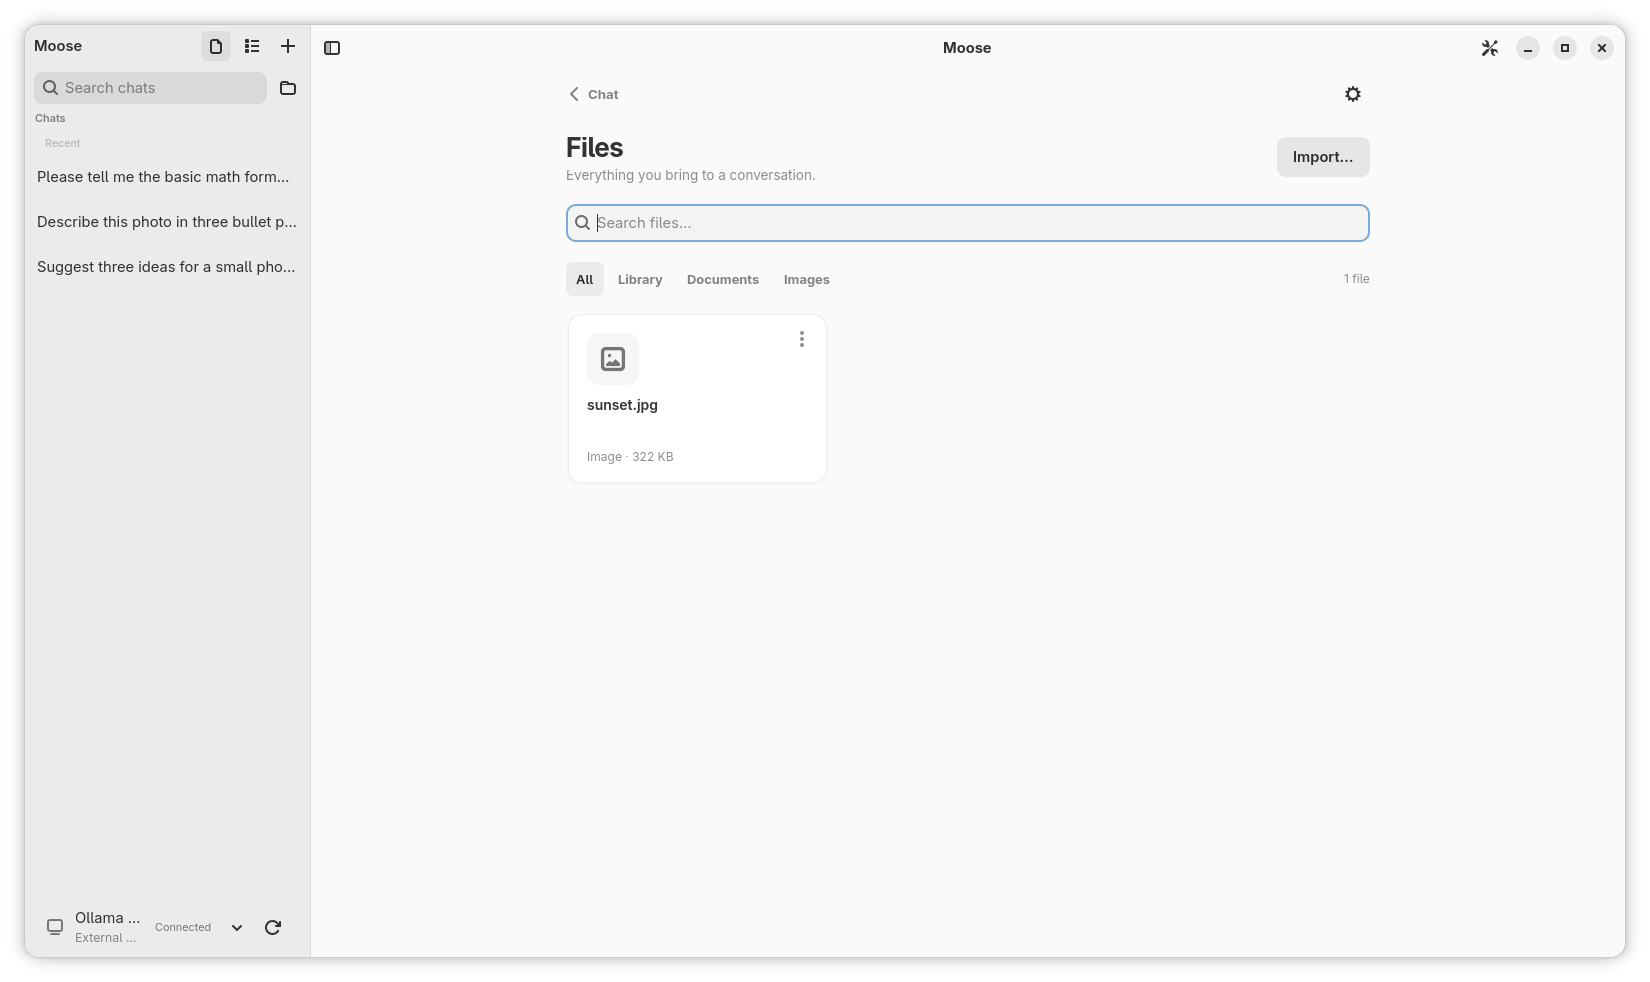 Moose
Search chats
Chats
Recent
Please tell me the basic math form...
Describe this photo in three bullet p...
Suggest three ideas for a small pho...
Ollama ...
External ...
Connected
Moose
Chat
Files
Everything you bring to a conversation.
Import...
Search files...
All
Library
Documents
Images
1 file
sunset.jpg
Image · 322 KB